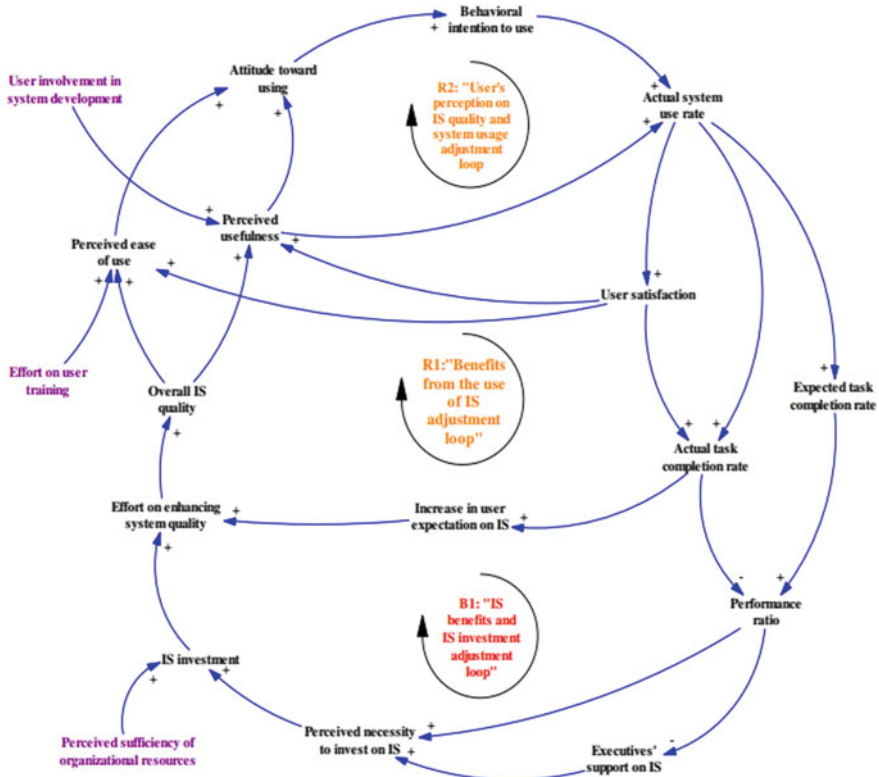 Behavioral
intention to use
+
Attitude toward
using
+
+
User involvement in
system development
R2: "User's
perception on
IS quality and
system usage
adjustment
loop
+
Actual system
use rate
+
+
Perceived
usefulness
+
+
Perceived ease
of use
+
+
+
+
User satisfaction
Effort on user
training
Overall IS
quality
+
R1:"Benefits
from the use
of IS
adjustment
loop"
+
Expected task
completion rate
+
+
Actual task
completion rate
Effort on enhancing
system quality
+
+
Increase in user
expectation on IS
+
B1: "IS
benefits and
IS investment
adjustment
loop"
-
+
Performance
ratio
IS investment
+
+
Perceived sufficiency of
organizational resources
Perceived necessity
to invest on IS
+
+
-
Executives'
support on IS